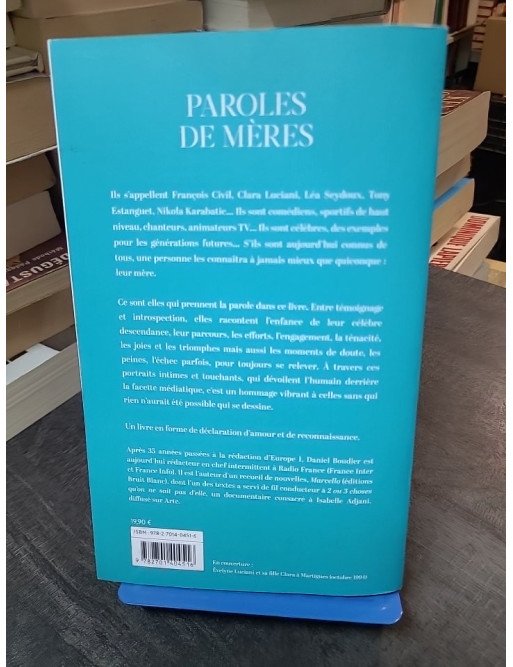 PAROLES
DE MÈRES
Ils s'appellent François Civil, Clara Luciani, Léa Seydoux, Tony
Estanguet, Nikola Karabatic... Ils sont comédiens, sportifs de haut
niveau, chanteurs, animateurs TV... Ils sont célèbres, des exemples
pour les générations futures... S'ils sont aujourd'hui connus de
tous, une personne les connaîtra à jamais mieux que quiconque :
leur mère.
Ce sont elles qui prennent la parole dans ce livre. Entre témoignage
et introspection, elles racontent l'enfance de leur célèbre
descendance, leur parcours, les efforts, l'engagement, la ténacité,
les joies et les triomphes mais aussi les moments de doute, les
peines, l'échec parfois, pour toujours se relever. À travers ces
portraits intimes et touchants, qui dévoilent l'humain derrière
la facette médiatique, c'est un hommage vibrant à celles sans qui
rien n'aurait été possible qui se dessine.
Un livre en forme de déclaration d'amour et de reconnaissance.
Après 35 années passées à la rédaction d'Europe 1, Daniel Boudier est
aujourd'hui rédacteur en chef intermittent à Radio France (France Inter
et France Info). Il est l'auteur d'un recueil de nouvelles, Marcello (éditions
Bruit Blanc), dont l'un des textes a servi de fil conducteur à 2 ou 3 choses
qu'on ne sait pas d'elle, un documentaire consacré à Isabelle Adjani,
diffusé sur Arte.
19,90 €
ISBN : 978-2-7014-0451-6
9 782701 404516
En couverture :
Évelyne Luciani et sa fille Clara à Martigues (octobre 1994)
DÉGUST
Méthode
DOMINIQUE